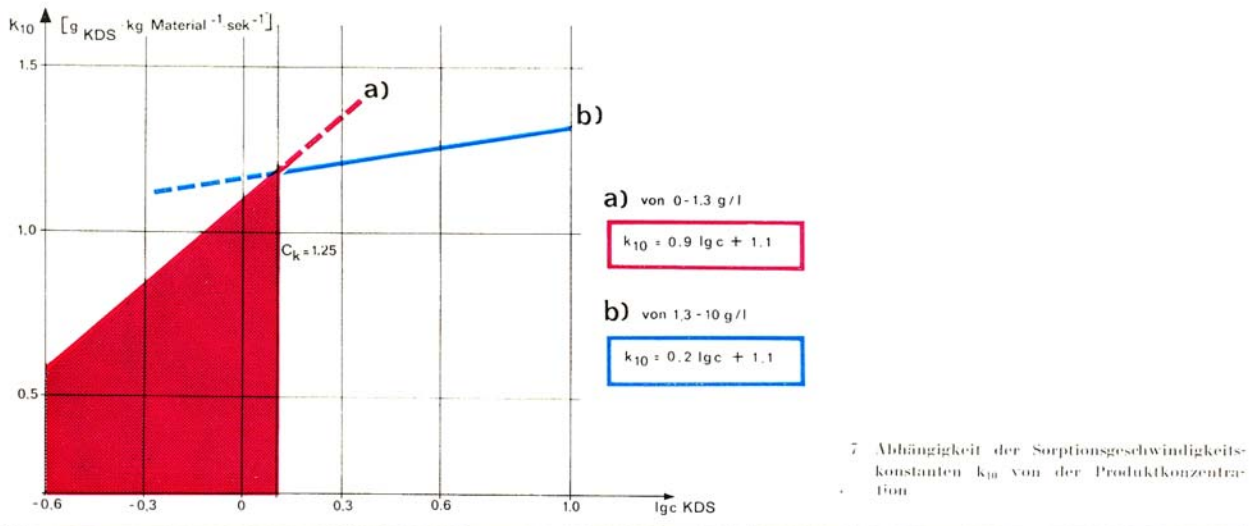 k10 [g KDS · kg Material -1 · sek -1]
1.5
1.0
0.5
a)
b)
Ck = 1.25
-0.6 -0.3 0 0.3 0.6 1.0
lgc KDS
a) von 0-1.3 g/l
k10 = 0.9 lgc + 1.1
b) von 1,3-10 g/l
k10 = 0.2 lgc + 1.1
7 Abhängigkeit der Sorptionsgeschwindigkeits-
konstanten k10 von der Produktkonzentra-
tion